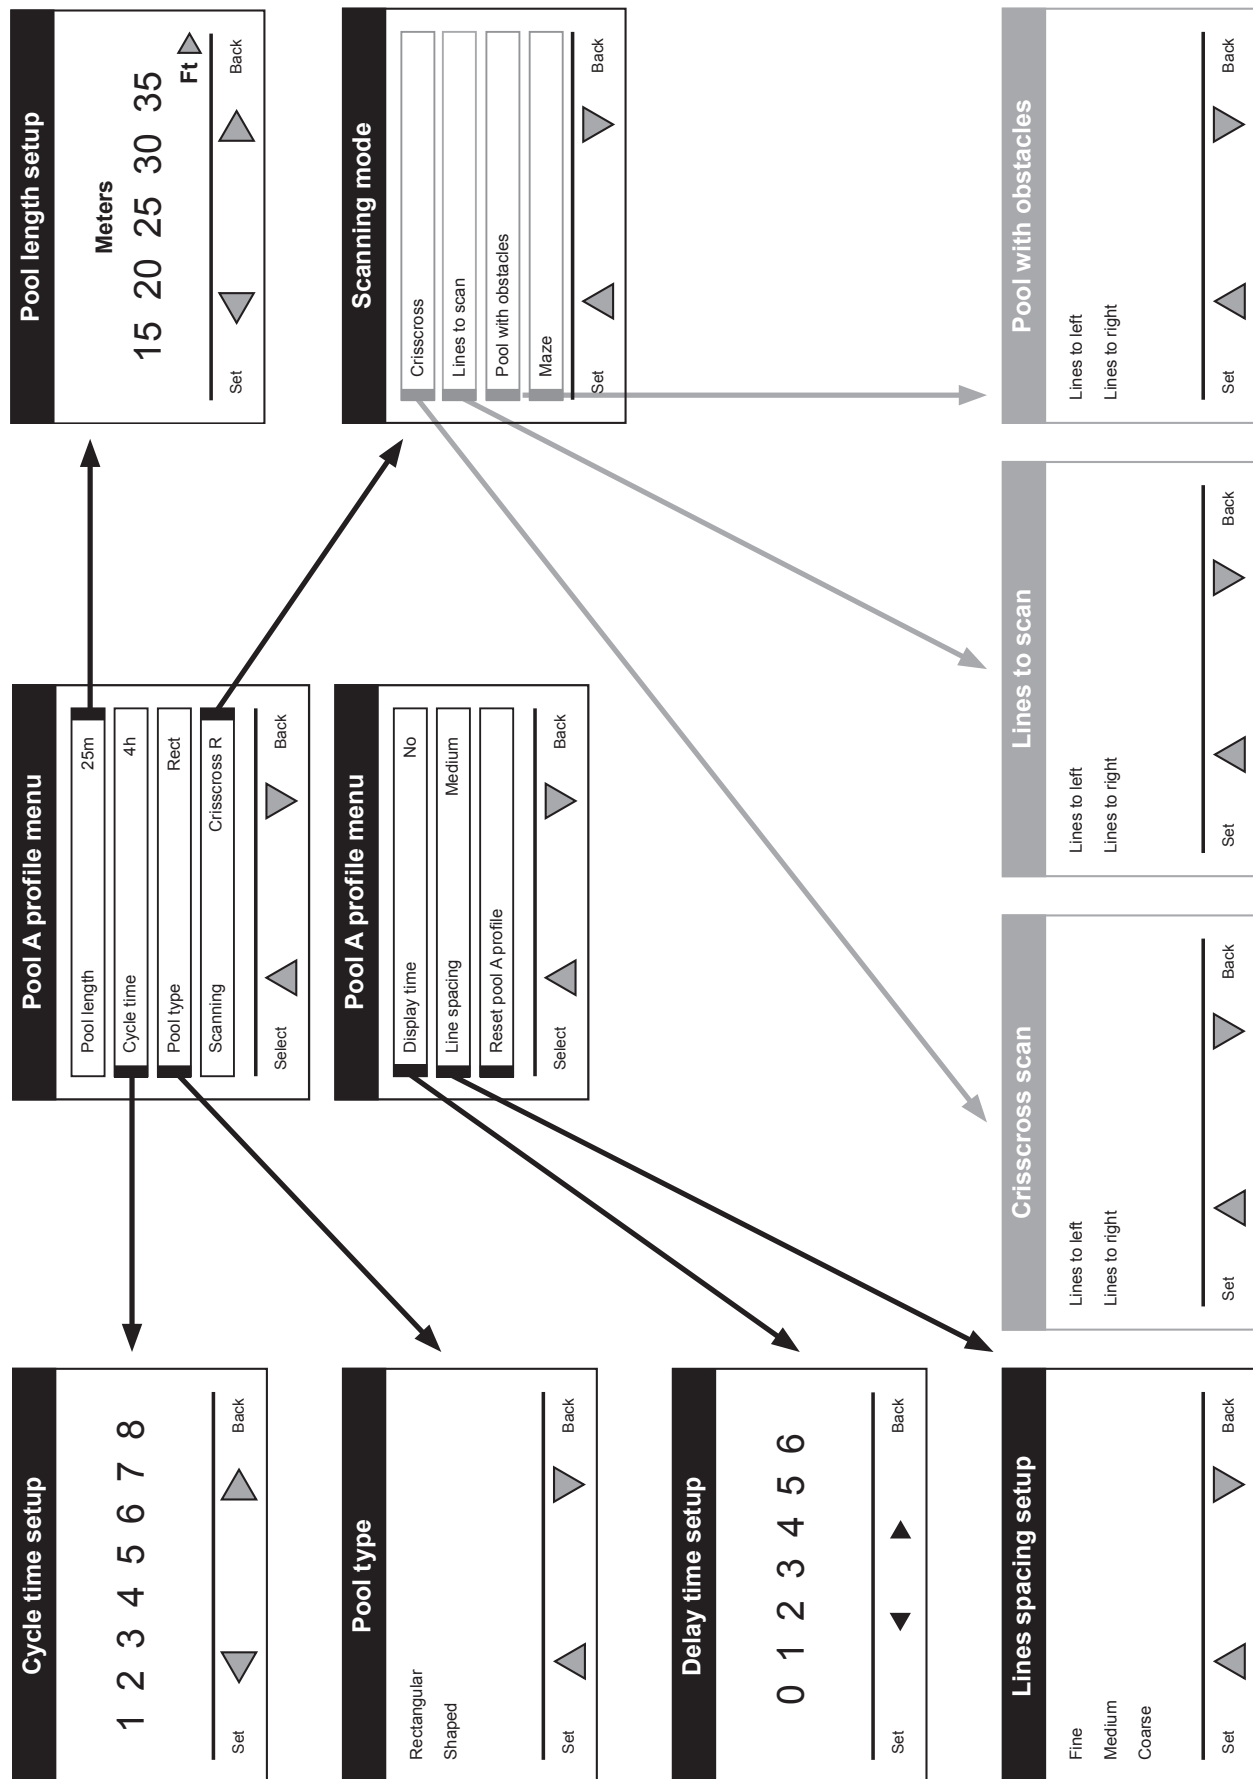 Cycle time setup
1 2 3 4 5 6 7 8
Set Back
Pool A profile menu
Pool length 25m
Cycle time 4h
Pool type Rect
Scanning Crisscross R
Select Back
Pool length setup
Meters
15 20 25 30 35
Ft
Set Back
Pool type
Rectangular
Shaped
Set Back
Pool A profile menu
Display time No
Line spacing Medium
Reset pool A profile
Select Back
Scanning mode
Crisscross
Lines to scan
Pool with obstacles
Maze
Set Back
Delay time setup
0 1 2 3 4 5 6
Set Back
Lines spacing setup
Fine
Medium
Coarse
Set Back
Crisscross scan
Lines to left
Lines to right
Set Back
Lines to scan
Lines to left
Lines to right
Set Back
Pool with obstacles
Lines to left
Lines to right
Set Back